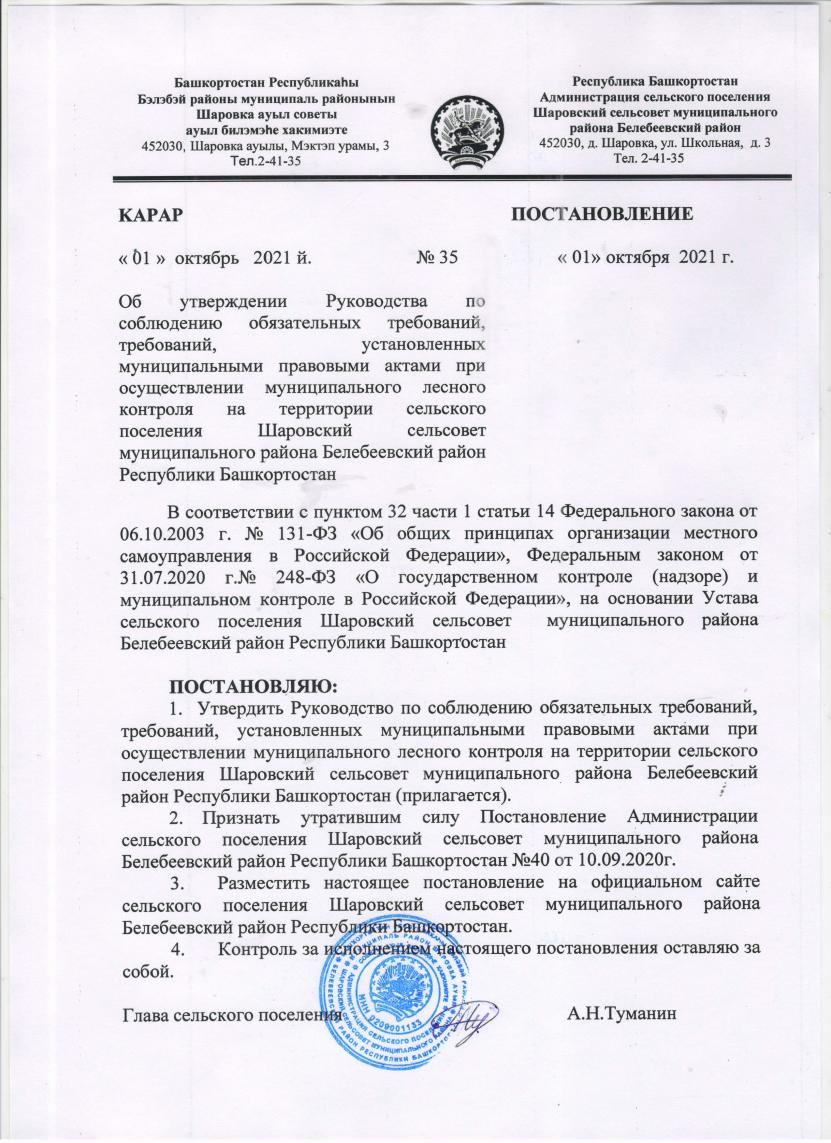 Башкортостан Республикаһы
Бэлэбэй районы муниципаль районынын
Шаровка ауыл советы
ауыл билэмэһе хакимиэте
452030, Шаровка ауылы, Мэктэп урамы, 3
Тел.2-41-35
Республика Башкортостан
Администрация сельского поселения
Шаровский сельсовет муниципального
района Белебеевский район
452030, д. Шаровка, ул. Школьная, д. 3
Тел. 2-41-35
КАРАР ПОСТАНОВЛЕНИЕ
« 01 » октябрь 2021 й. № 35 « 01» октября 2021 г.
Об утверждении Руководства по
соблюдению обязательных требований,
требований, установленных
муниципальными правовыми актами при
осуществлении муниципального лесного
контроля на территории сельского
поселения Шаровский сельсовет
муниципального района Белебеевский район
Республики Башкортостан
В соответствии с пунктом 32 части 1 статьи 14 Федерального закона от
06.10.2003 г. № 131-ФЗ «Об общих принципах организации местного
самоуправления в Российской Федерации», Федеральным законом от
31.07.2020 г.№ 248-ФЗ «О государственном контроле (надзоре) и
муниципальном контроле в Российской Федерации», на основании Устава
сельского поселения Шаровский сельсовет муниципального района
Белебеевский район Республики Башкортостан
ПОСТАНОВЛЯЮ:
1. Утвердить Руководство по соблюдению обязательных требований,
требований, установленных муниципальными правовыми актами при
осуществлении муниципального лесного контроля на территории сельского
поселения Шаровский сельсовет муниципального района Белебеевский
район Республики Башкортостан (прилагается).
2. Признать утратившим силу Постановление Администрации
сельского поселения Шаровский сельсовет муниципального района
Белебеевский район Республики Башкортостан №40 от 10.09.2020г.
3. Разместить настоящее постановление на официальном сайте
сельского поселения Шаровский сельсовет муниципального района
Белебеевский район Республики Башкортостан.
4. Контроль за исполнением настоящего постановления оставляю за
собой.
Глава сельского поселения А.Н.Туманин
ИНН 0209001133